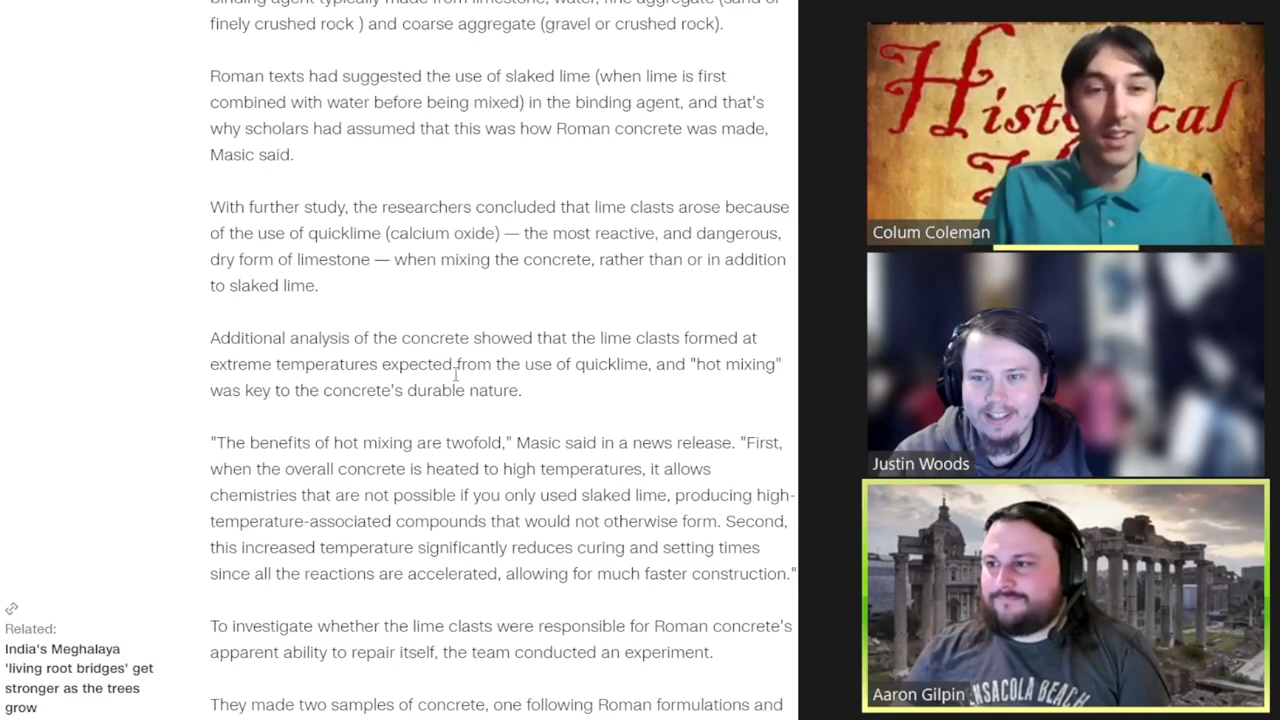 binding agent typically made from limestone, water, fine aggregate (sand or
finely crushed rock ) and coarse aggregate (gravel or crushed rock).
Roman texts had suggested the use of slaked lime (when lime is first
combined with water before being mixed) in the binding agent, and that's
why scholars had assumed that this was how Roman concrete was made,
Masic said.
With further study, the researchers concluded that lime clasts arose because
of the use of quicklime (calcium oxide) — the most reactive, and dangerous,
dry form of limestone — when mixing the concrete, rather than or in addition
to slaked lime.
Additional analysis of the concrete showed that the lime clasts formed at
extreme temperatures expected from the use of quicklime, and "hot mixing"
was key to the concrete's durable nature.
"The benefits of hot mixing are twofold," Masic said in a news release. "First,
when the overall concrete is heated to high temperatures, it allows
chemistries that are not possible if you only used slaked lime, producing high-
temperature-associated compounds that would not otherwise form. Second,
this increased temperature significantly reduces curing and setting times
since all the reactions are accelerated, allowing for much faster construction."
To investigate whether the lime clasts were responsible for Roman concrete's
apparent ability to repair itself, the team conducted an experiment.
They made two samples of concrete, one following Roman formulations and
Related:
India's Meghalaya
'living root bridges' get
stronger as the trees
grow
Hist cal
Colum Coleman
Justin Woods
Aaron Gilpin
NSACOLA BEACH